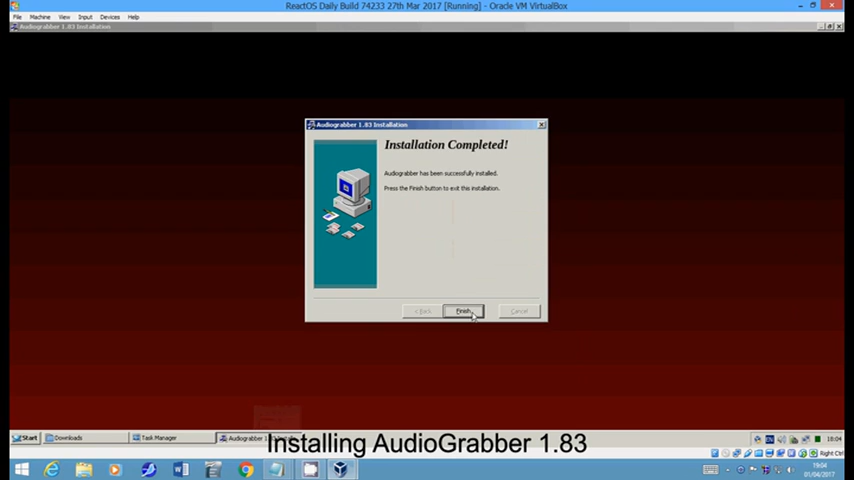 ReactOS Daily Build 74233 27th Mar 2017 [Running] - Oracle VM VirtualBox
File Machine View Input Devices Help
Audiograbber 1.83 Installation
Audiograbber 1.83 Installation
Installation Completed!
Audiograbber has been successfully installed.
Press the Finish button to exit this installation.
< Back Finish Cancel
Start Downloads Task Manager Audiograbber 1. EN 18:04
Installing AudioGrabber 1.83
Right Ctrl
19:04
01/04/2017